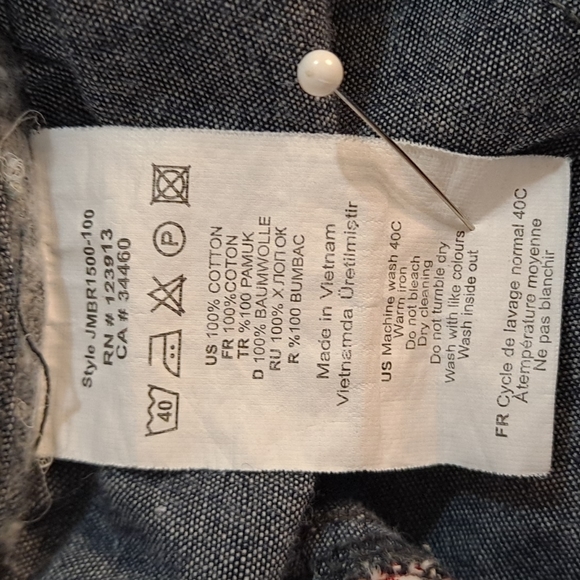 Style JMBR1500-100
RN # 123913
CA # 34460
40
P
US 100% COTTON
FR 100%COTON
TR %100 PAMUK
D 100% BAUMWOLLE
RU 100% ХЛОПОК
R %100 BUMBAC
Made in Vietnam
Vietnamda Üretilmiştir
US Machine wash 40C
Warm iron
Do not bleach
Dry cleaning
Do not tumble dry
Wash with like colours
Wash inside out
FR Cycle de lavage normal 40C
Atempérature moyenne
Ne pas blanchir